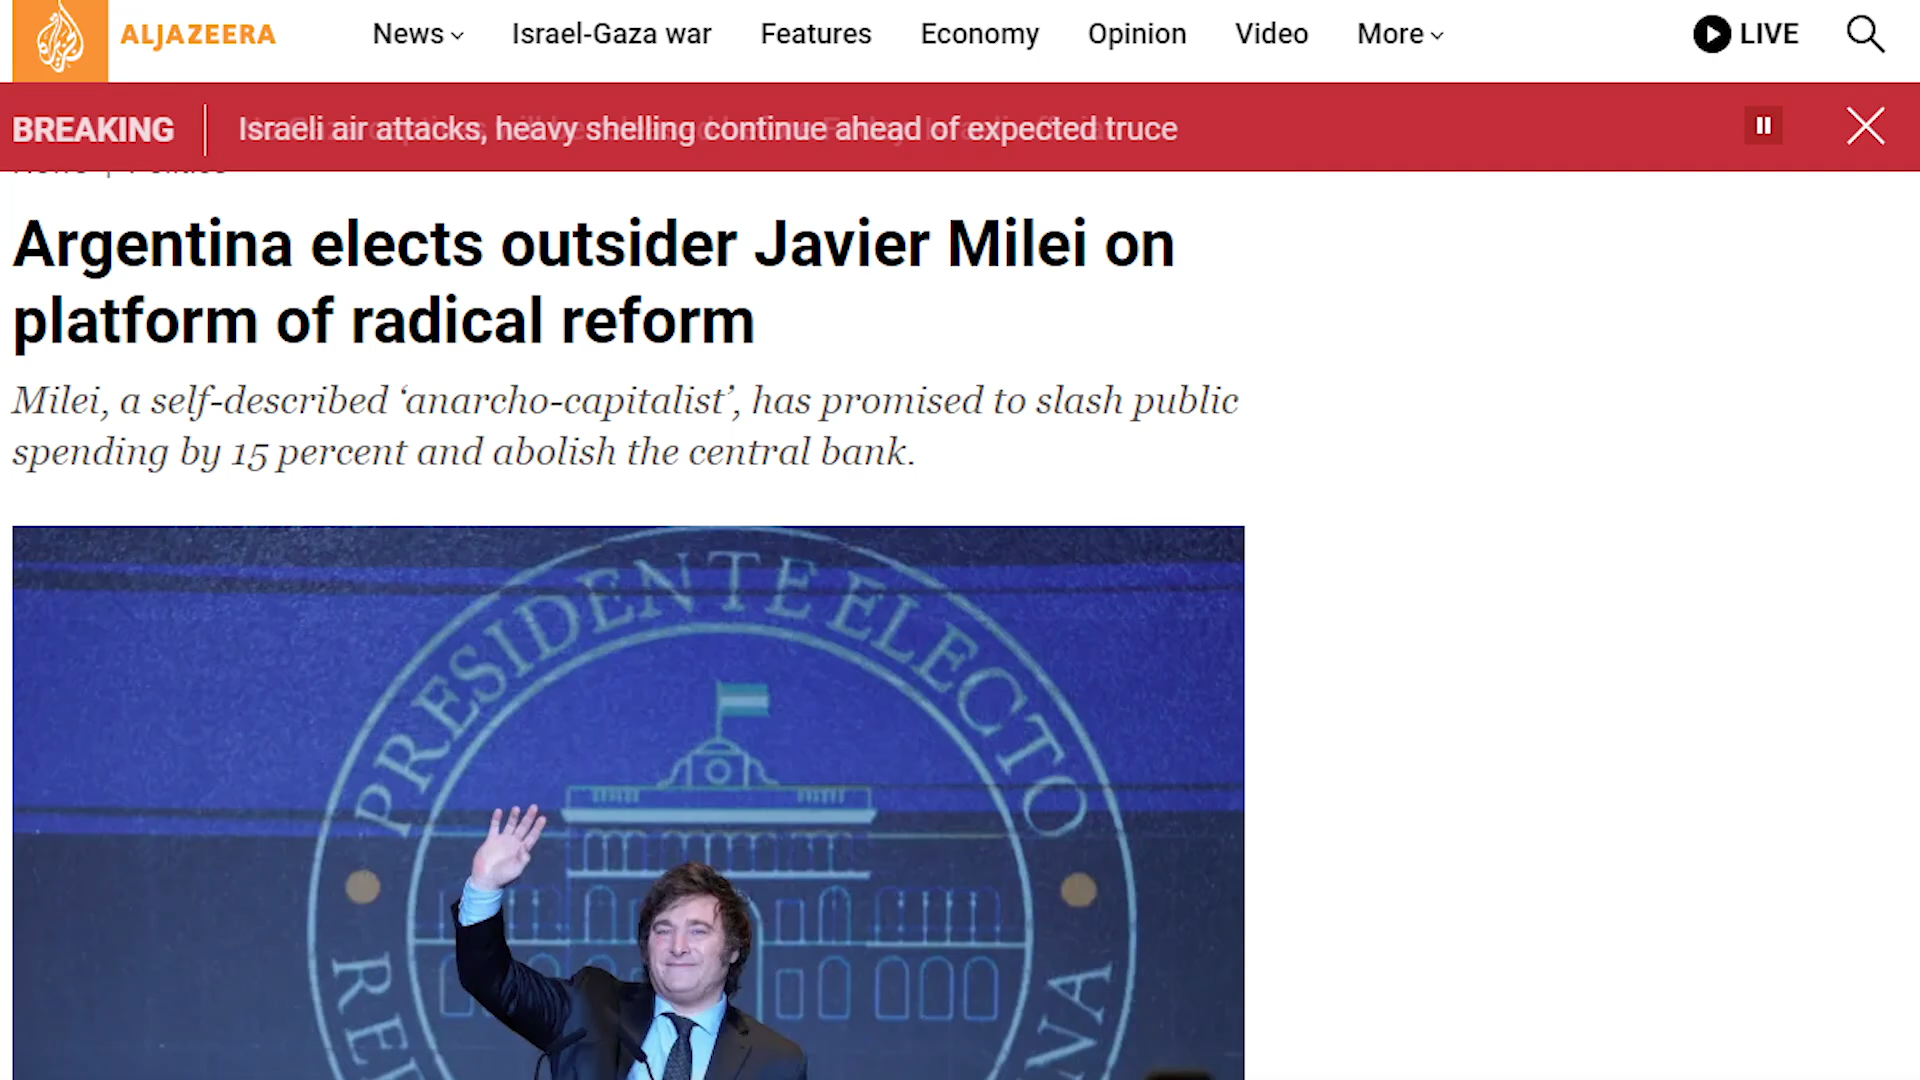 ALJAZEERA
News
Israel-Gaza war
Features
Economy
Opinion
Video
More
LIVE
BREAKING
Israeli air attacks, heavy shelling continue ahead of expected truce
Argentina elects outsider Javier Milei on
platform of radical reform
Milei, a self-described ‘anarcho-capitalist’, has promised to slash public
spending by 15 percent and abolish the central bank.
PRESIDENTE ELECTO